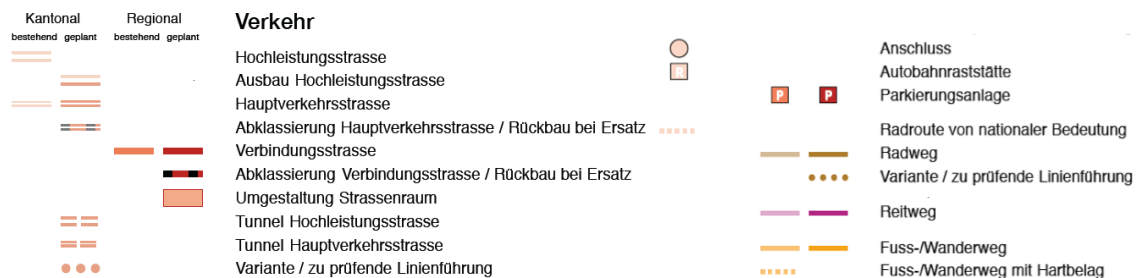 Kantonal Regional Verkehr
bestehend geplant bestehend geplant
Hochleistungsstrasse
Ausbau Hochleistungsstrasse
Hauptverkehrsstrasse
Abklassierung Hauptverkehrsstrasse / Rückbau bei Ersatz
Verbindungsstrasse
Abklassierung Verbindungsstrasse / Rückbau bei Ersatz
Umgestaltung Strassenraum
Tunnel Hochleistungsstrasse
Tunnel Hauptverkehrsstrasse
Variante / zu prüfende Linienführung
Anschluss
R Autobahnraststätte
P P Parkierungsanlage
Radroute von nationaler Bedeutung
Radweg
Variante / zu prüfende Linienführung
Reitweg
Fuss-/Wanderweg
Fuss-/Wanderweg mit Hartbelag